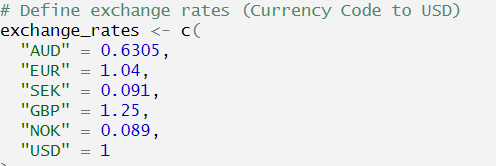 # Define exchange rates (Currency Code to USD)
exchange_rates <- c(
  "AUD" = 0.6305,
  "EUR" = 1.04,
  "SEK" = 0.091,
  "GBP" = 1.25,
  "NOK" = 0.089,
  "USD" = 1